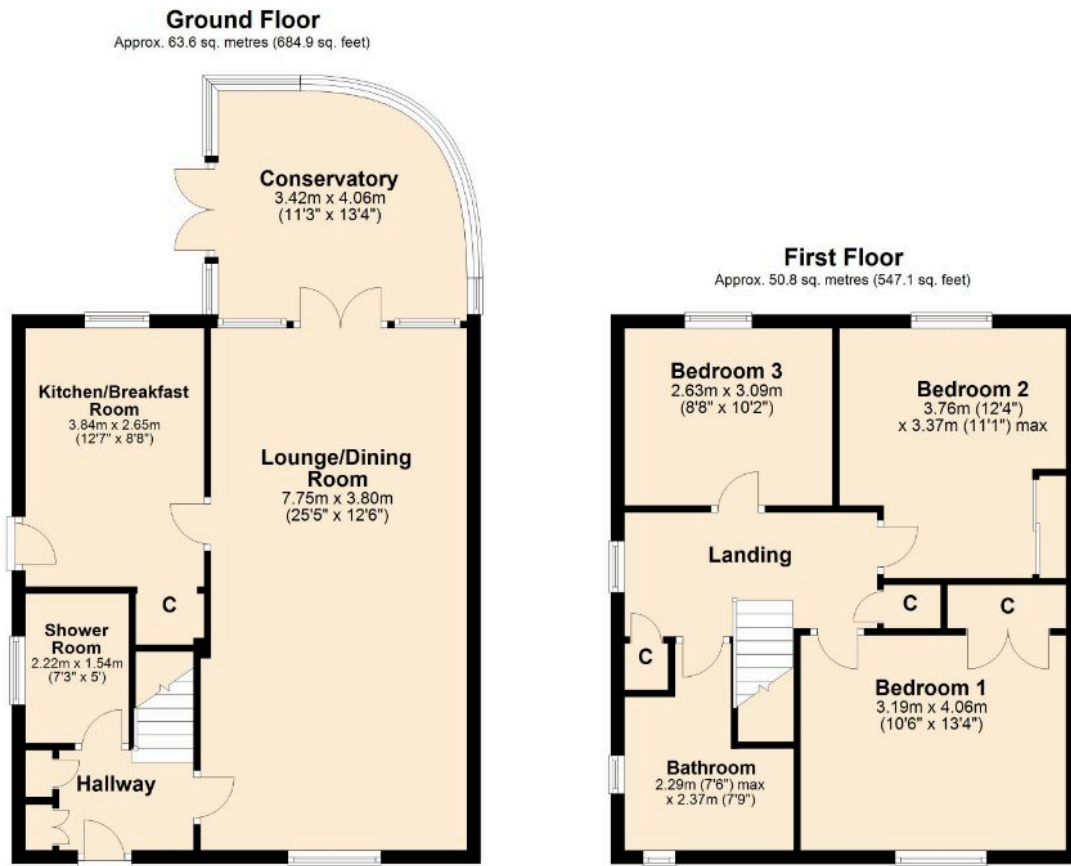 Ground Floor
Approx. 63.6 sq. metres (684.9 sq. feet)
Conservatory
3.42m x 4.06m
(11'3" x 13'4")
Kitchen/Breakfast
Room
3.84m x 2.65m
(12'7" x 8'8")
Lounge/Dining
Room
7.75m x 3.80m
(25'5" x 12'6")
C
Shower
Room
2.22m x 1.54m
(7'3" x 5')
Hallway
First Floor
Approx. 50.8 sq. metres (547.1 sq. feet)
Bedroom 3
2.63m x 3.09m
(8'8" x 10'2")
Bedroom 2
3.76m (12'4")
x 3.37m (11'1") max
Landing
C
C
C
Bedroom 1
3.19m x 4.06m
(10'6" x 13'4")
Bathroom
2.29m (7'6") max
x 2.37m (7'9")